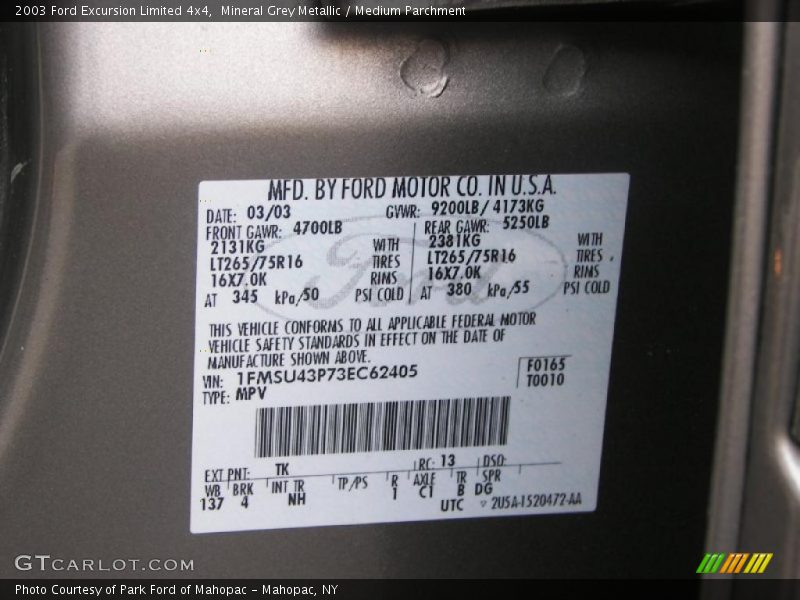 2003 Ford Excursion Limited 4x4, Mineral Grey Metallic / Medium Parchment
MFD. BY FORD MOTOR CO. IN U.S.A.
DATE: 03/03 GVWR: 9200LB/ 4173KG
FRONT GAWR: 4700LB REAR GAWR: 5250LB
2131KG WITH 2381KG WITH
LT265/75R16 TIRES LT265/75R16 TIRES
16X7.0K RIMS 16X7.0K RIMS
AT 345 kPa/50 PSI COLD AT 380 kPa/55 PSI COLD
Ford
THIS VEHICLE CONFORMS TO ALL APPLICABLE FEDERAL MOTOR
VEHICLE SAFETY STANDARDS IN EFFECT ON THE DATE OF
MANUFACTURE SHOWN ABOVE.
VIN: 1FMSU43P73EC62405 F0165
TYPE: MPV T0010
EXT PNT: TK RC: 13 DSO:
WB BRK INT TR TP/PS R AXLE TR SPR
137 4 NH 1 C1 B DG
UTC ▽ 2U5A-1520472-AA
GTCARLOT.COM
Photo Courtesy of Park Ford of Mahopac – Mahopac, NY